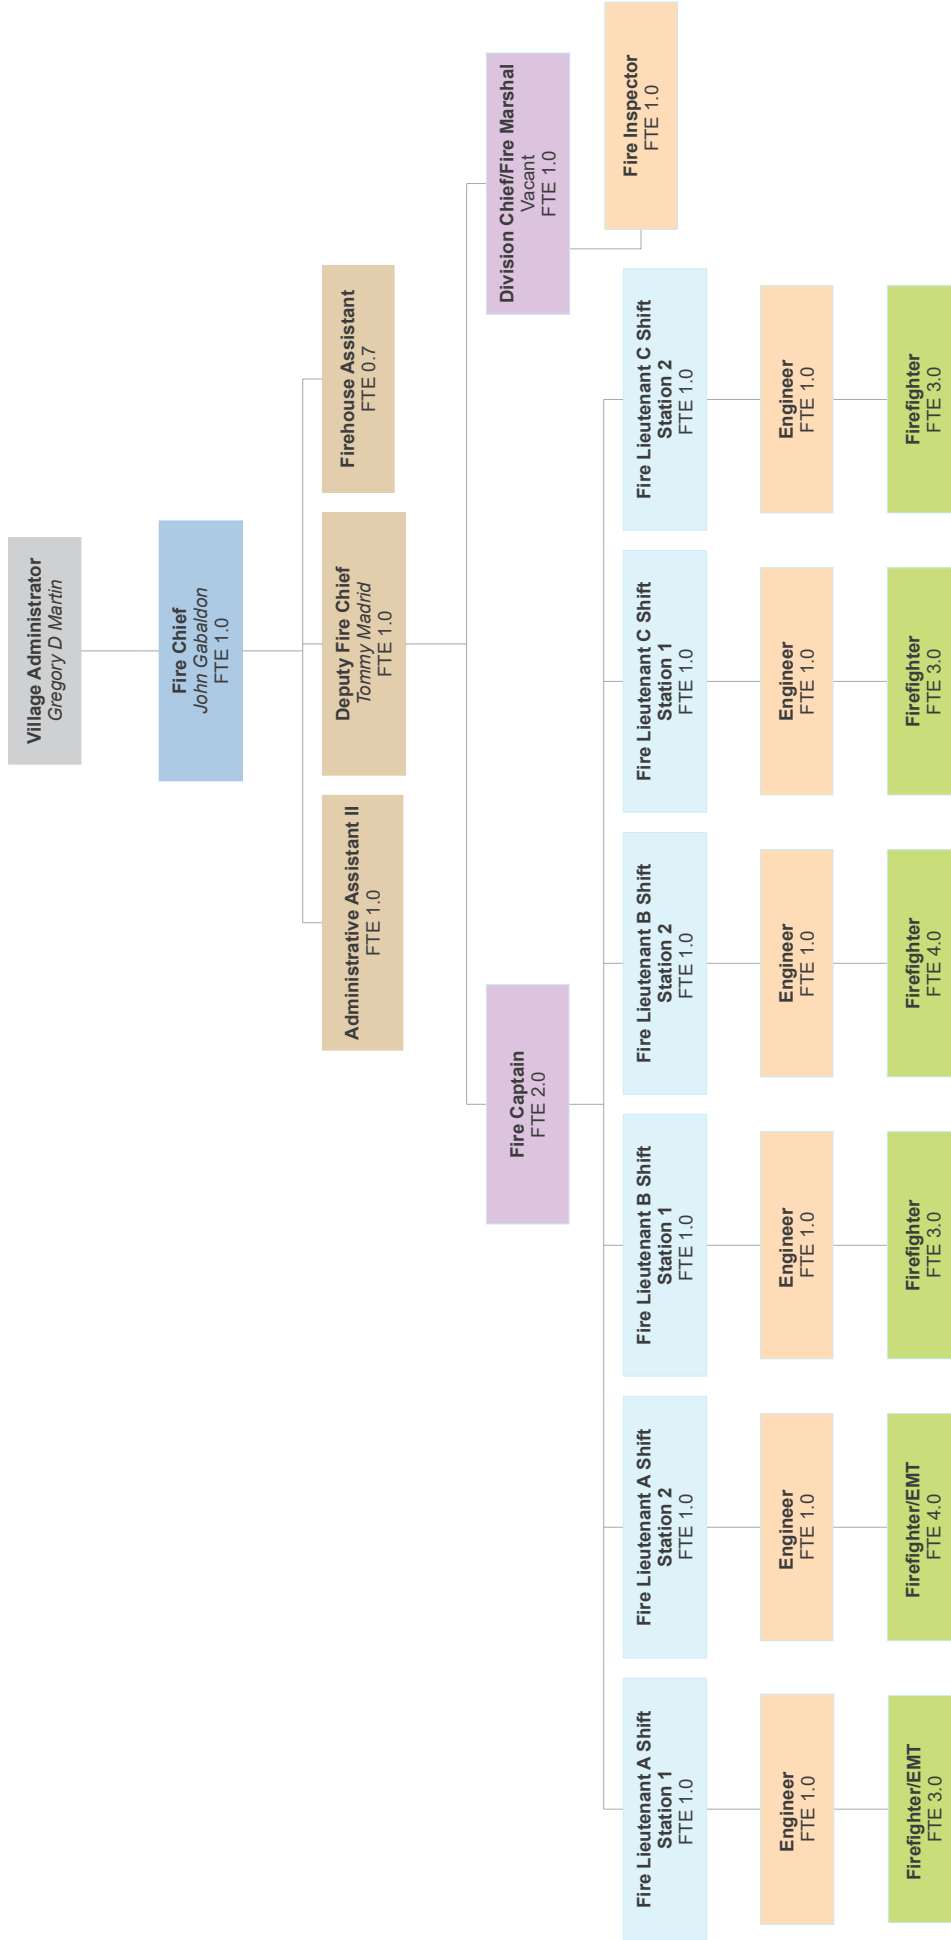 Village Administrator
Gregory D Martin
Fire Chief
John Gabaldon
FTE 1.0
Administrative Assistant II
FTE 1.0
Deputy Fire Chief
Tommy Madrid
FTE 1.0
Firehouse Assistant
FTE 0.7
Fire Captain
FTE 2.0
Division Chief/Fire Marshal
Vacant
FTE 1.0
Fire Inspector
FTE 1.0
Fire Lieutenant A Shift
Station 1
FTE 1.0
Fire Lieutenant A Shift
Station 2
FTE 1.0
Fire Lieutenant B Shift
Station 1
FTE 1.0
Fire Lieutenant B Shift
Station 2
FTE 1.0
Fire Lieutenant C Shift
Station 1
FTE 1.0
Fire Lieutenant C Shift
Station 2
FTE 1.0
Engineer
FTE 1.0
Engineer
FTE 1.0
Engineer
FTE 1.0
Engineer
FTE 1.0
Engineer
FTE 1.0
Engineer
FTE 1.0
Firefighter/EMT
FTE 3.0
Firefighter/EMT
FTE 4.0
Firefighter
FTE 3.0
Firefighter
FTE 4.0
Firefighter
FTE 3.0
Firefighter
FTE 3.0